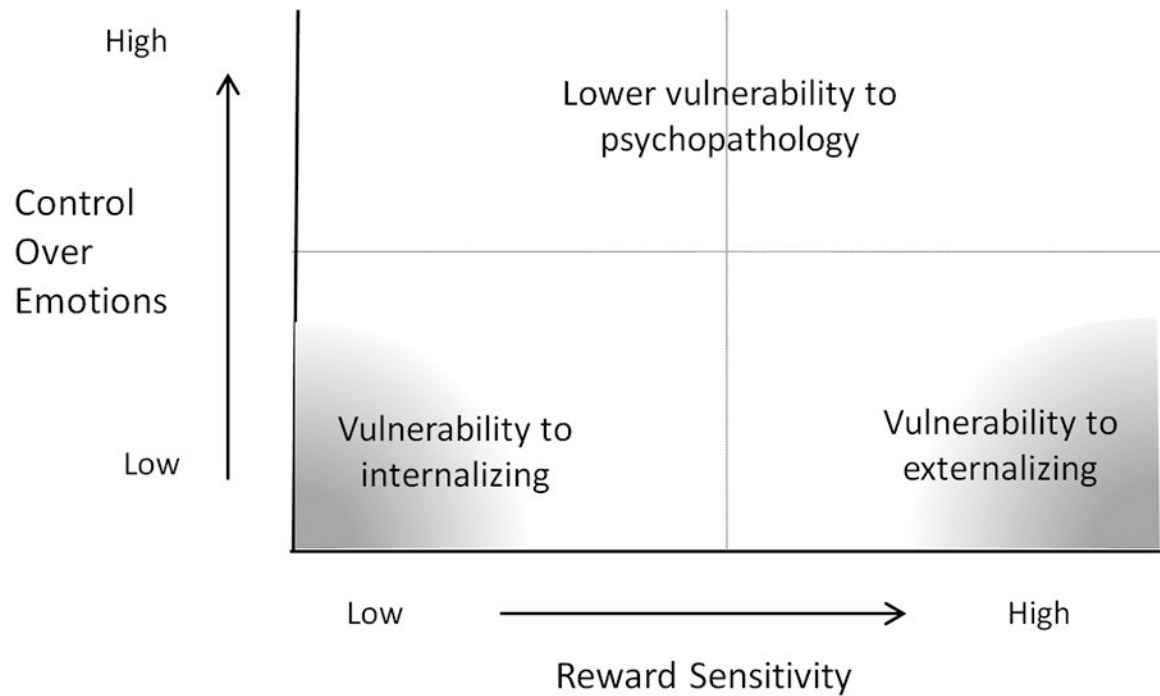 High
Lower vulnerability to
psychopathology
Control
Over
Emotions
Vulnerability to
internalizing
Vulnerability to
externalizing
Low
Low
High
Reward Sensitivity